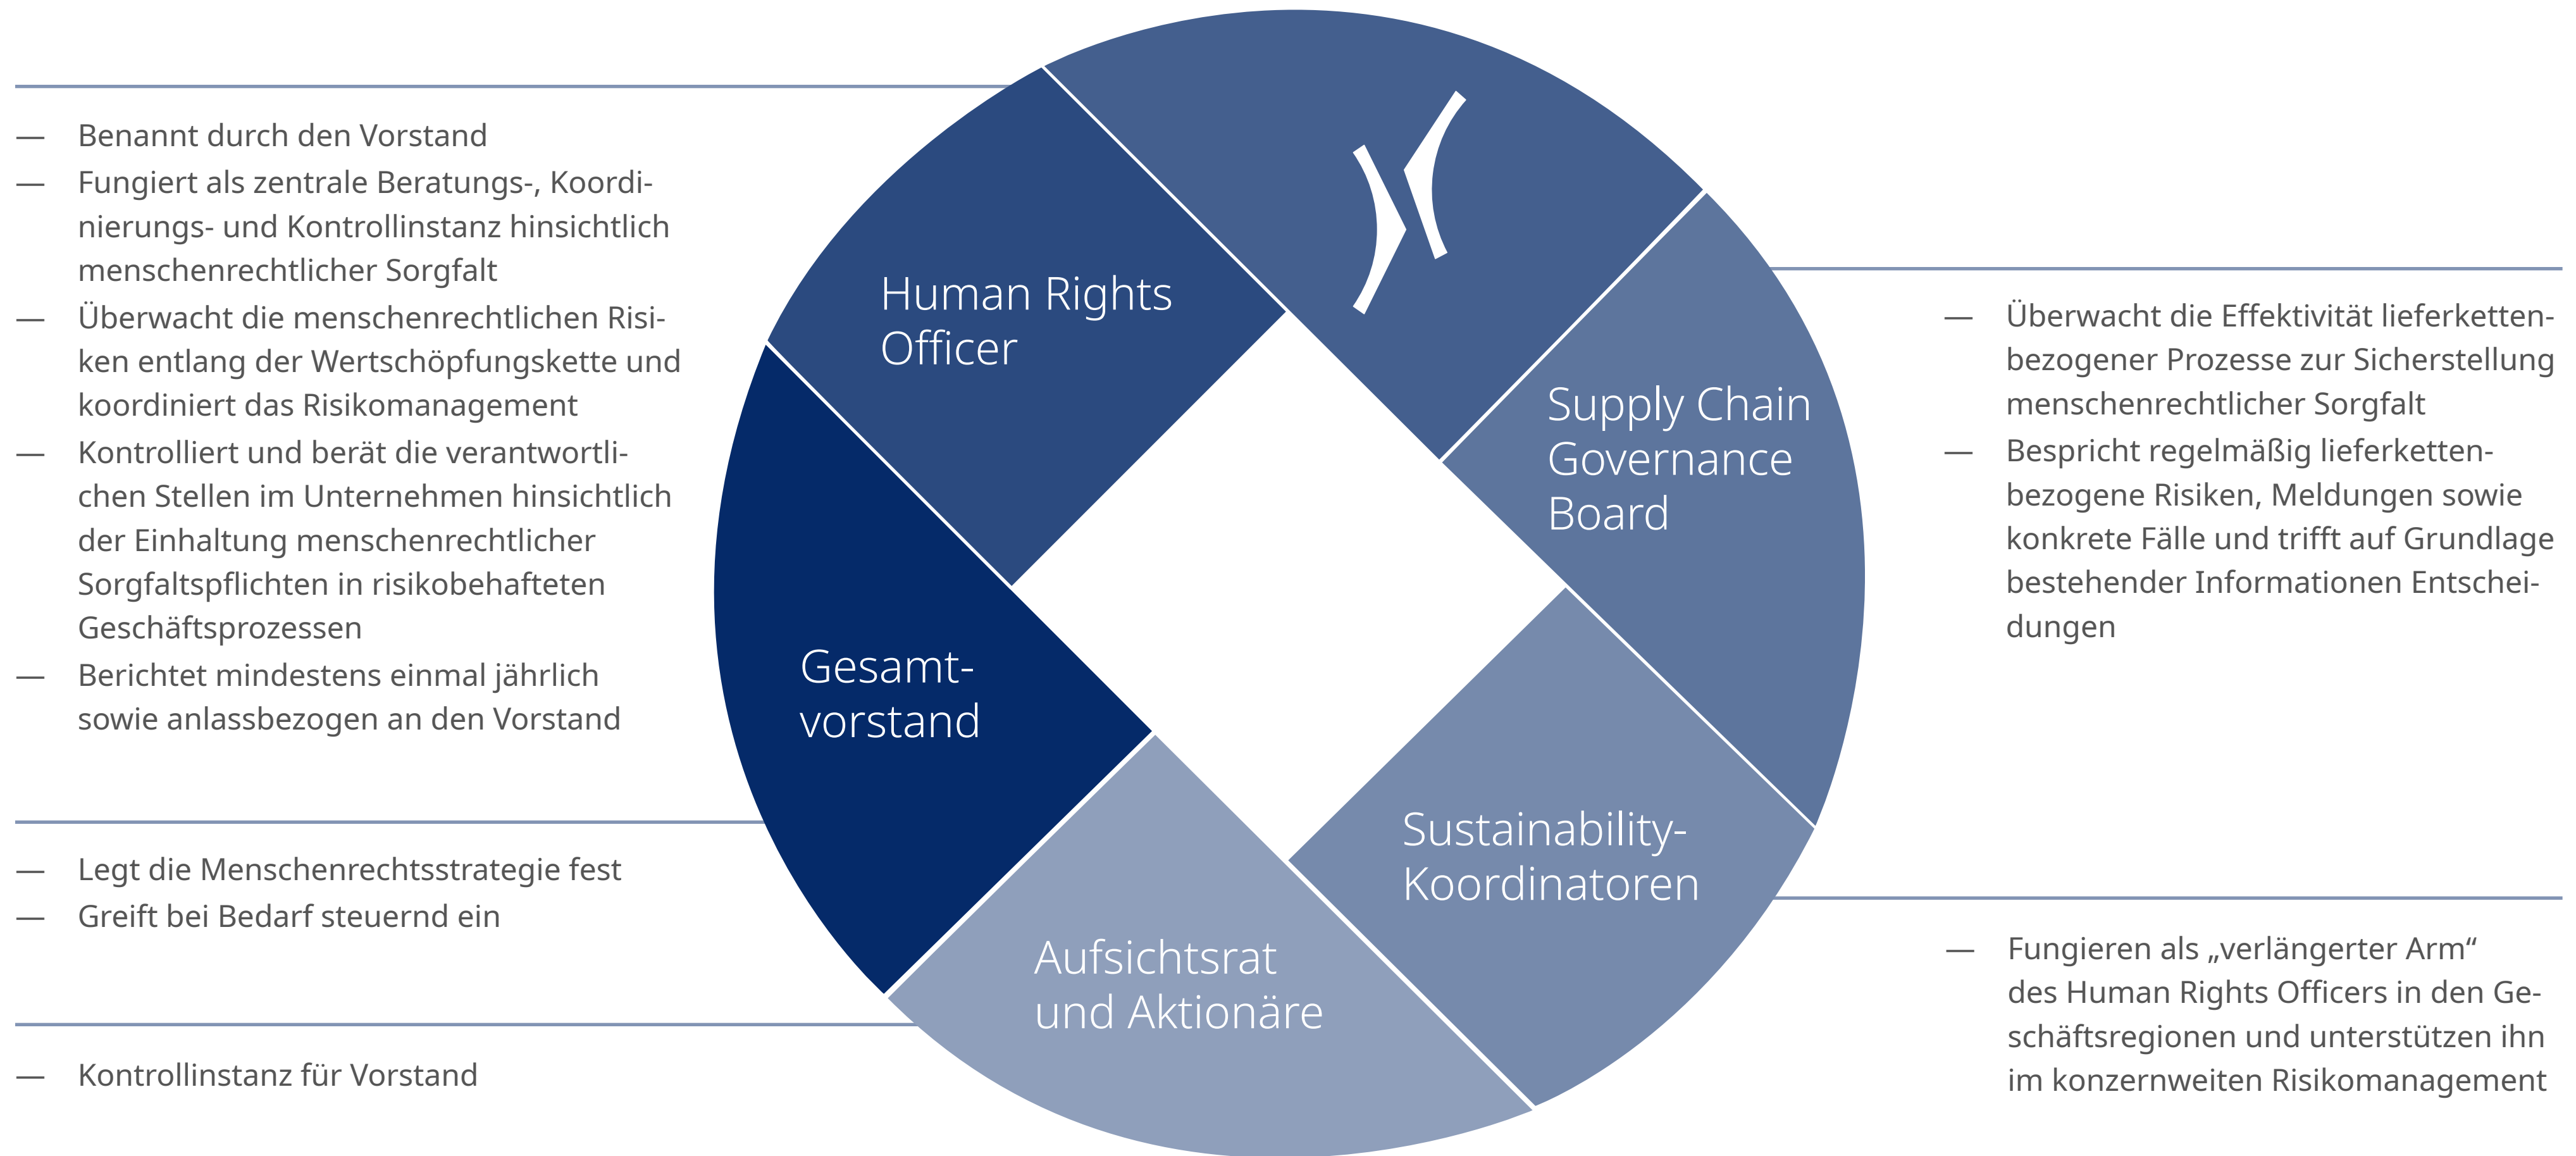 — Benannt durch den Vorstand
— Fungiert als zentrale Beratungs-, Koordi-
nierungs- und Kontrollinstanz hinsichtlich
menschenrechtlicher Sorgfalt
— Überwacht die menschenrechtlichen Risi-
ken entlang der Wertschöpfungskette und
koordiniert das Risikomanagement
— Kontrolliert und berät die verantwortli-
chen Stellen im Unternehmen hinsichtlich
der Einhaltung menschenrechtlicher
Sorgfaltspflichten in risikobehafteten
Geschäftsprozessen
— Berichtet mindestens einmal jährlich
sowie anlassbezogen an den Vorstand
— Legt die Menschenrechtsstrategie fest
— Greift bei Bedarf steuernd ein
— Kontrollinstanz für Vorstand
Human Rights
Officer
Gesamt-
vorstand
Aufsichtsrat
und Aktionäre
Supply Chain
Governance
Board
Sustainability-
Koordinatoren
— Überwacht die Effektivität lieferketten-
bezogener Prozesse zur Sicherstellung
menschenrechtlicher Sorgfalt
— Bespricht regelmäßig lieferketten-
bezogene Risiken, Meldungen sowie
konkrete Fälle und trifft auf Grundlage
bestehender Informationen Entschei-
dungen
— Fungieren als „verlängerter Arm“
des Human Rights Officers in den Ge-
schäftsregionen und unterstützen ihn
im konzernweiten Risikomanagement